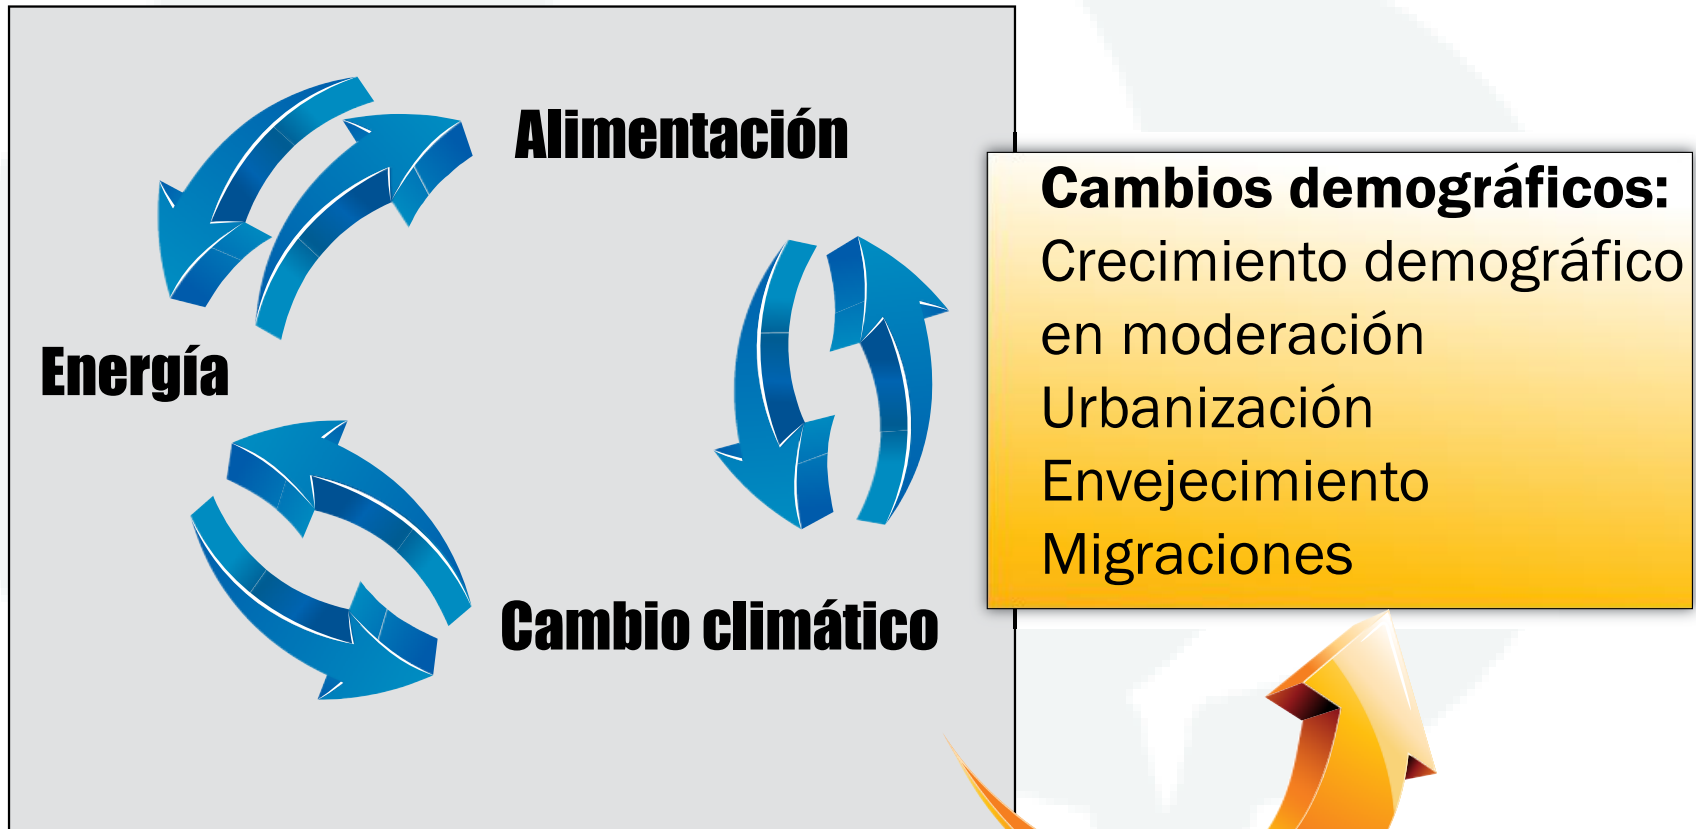 Alimentación
Energía
Cambio climático
Cambios demográficos:
Crecimiento demográfico
en moderación
Urbanización
Envejecimiento
Migraciones